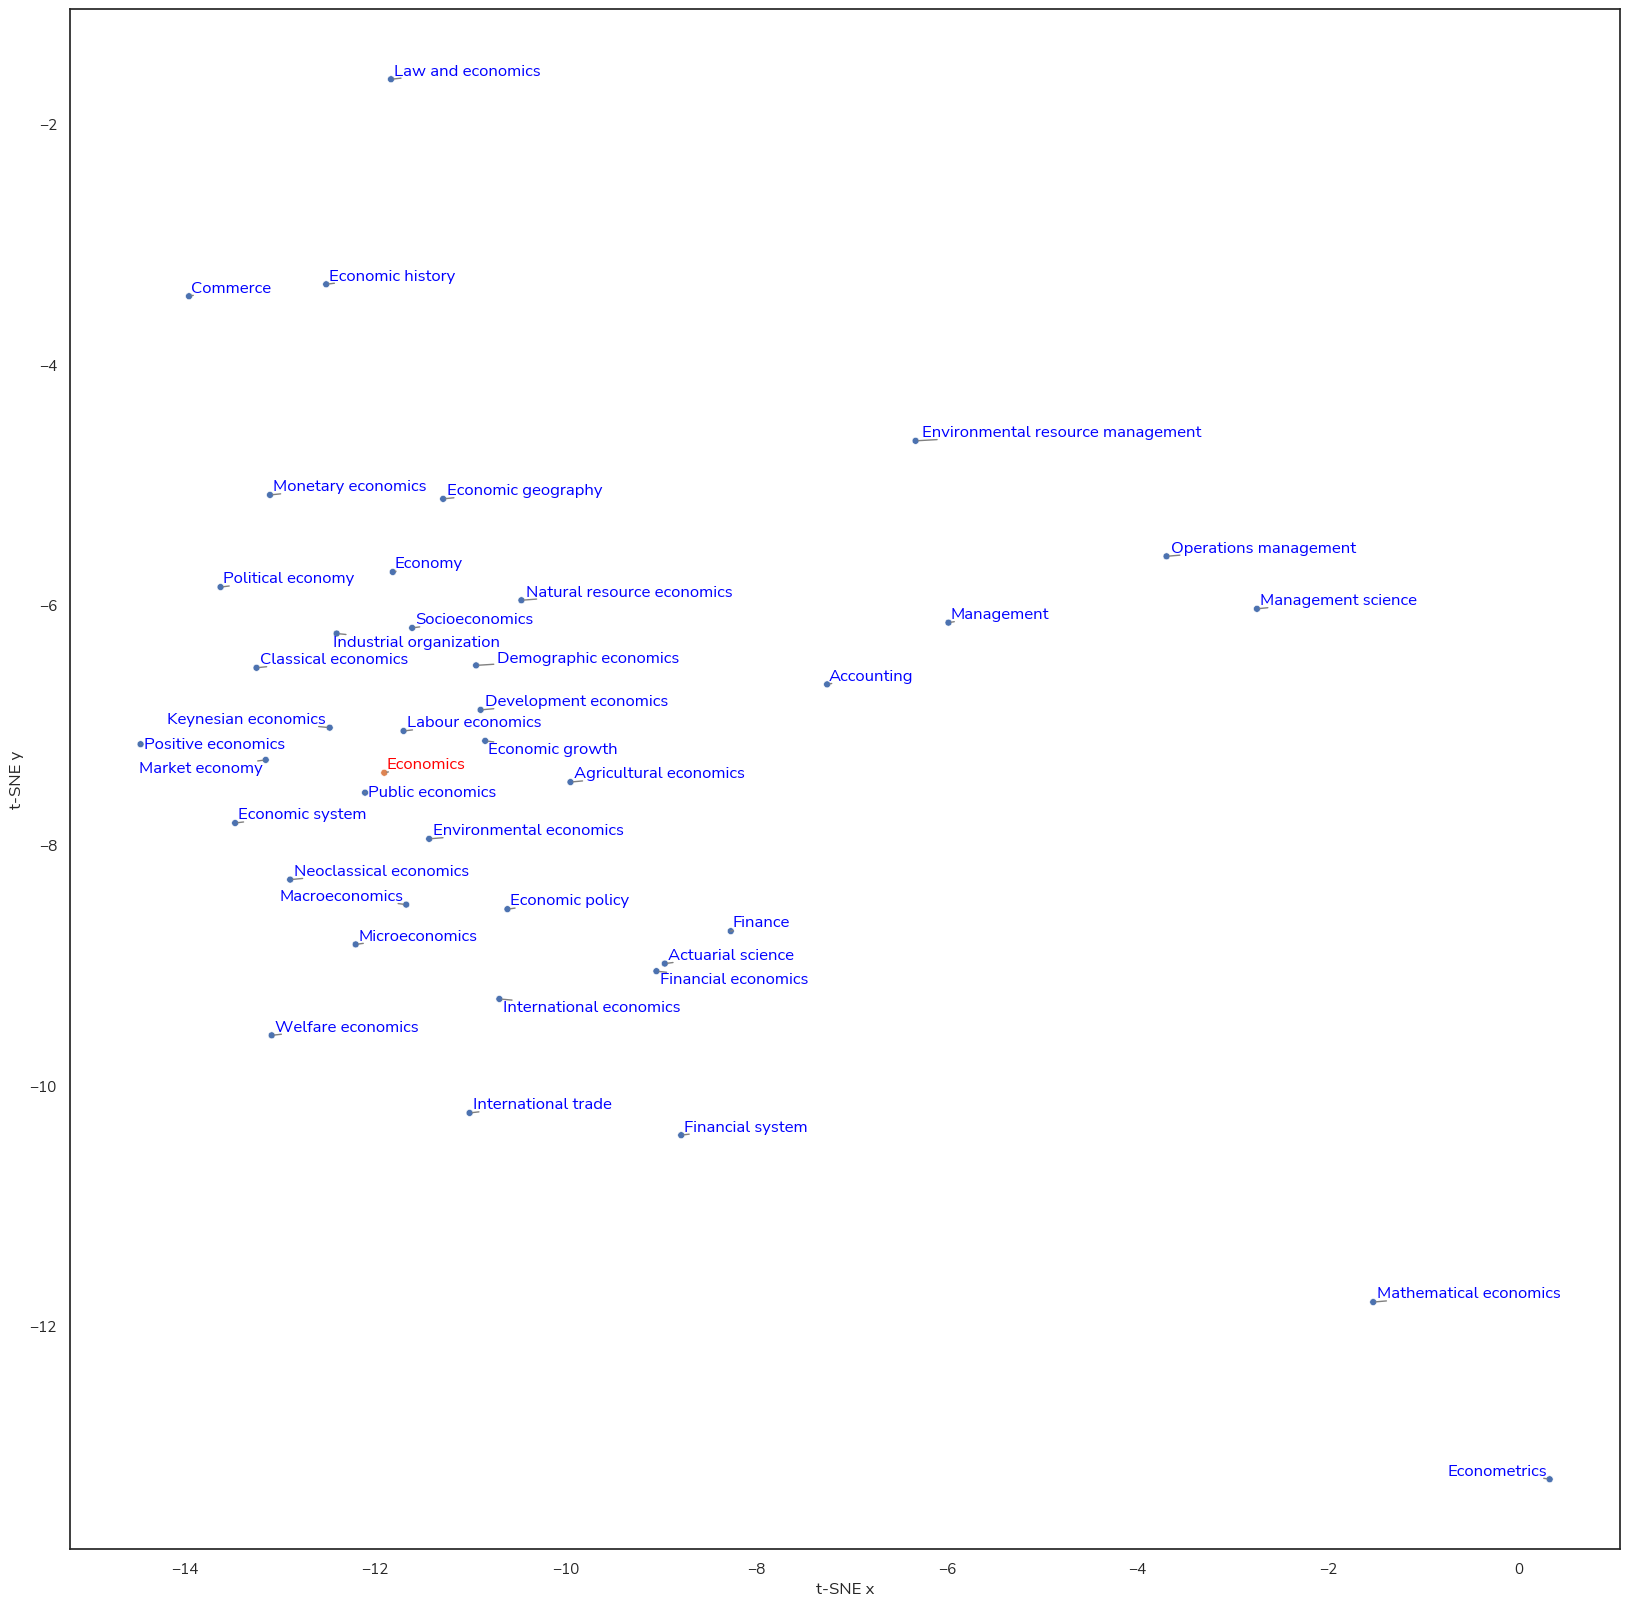 Law and economics
−2
Economic history
Commerce
−4
Environmental resource management
Monetary economics
Economic geography
Operations management
Economy
Political economy
Natural resource economics
Management science
−6
Management
Socioeconomics
Industrial organization
Classical economics
Demographic economics
Accounting
Development economics
Keynesian economics
Labour economics
Positive economics
Economic growth
Market economy
Economics
Agricultural economics
t-SNE y
Public economics
Economic system
Environmental economics
−8
Neoclassical economics
Macroeconomics
Economic policy
Finance
Microeconomics
Actuarial science
Financial economics
International economics
Welfare economics
−10
International trade
Financial system
Mathematical economics
−12
Econometrics
−14
−12
−10
−8
−6
−4
−2
0
t-SNE x